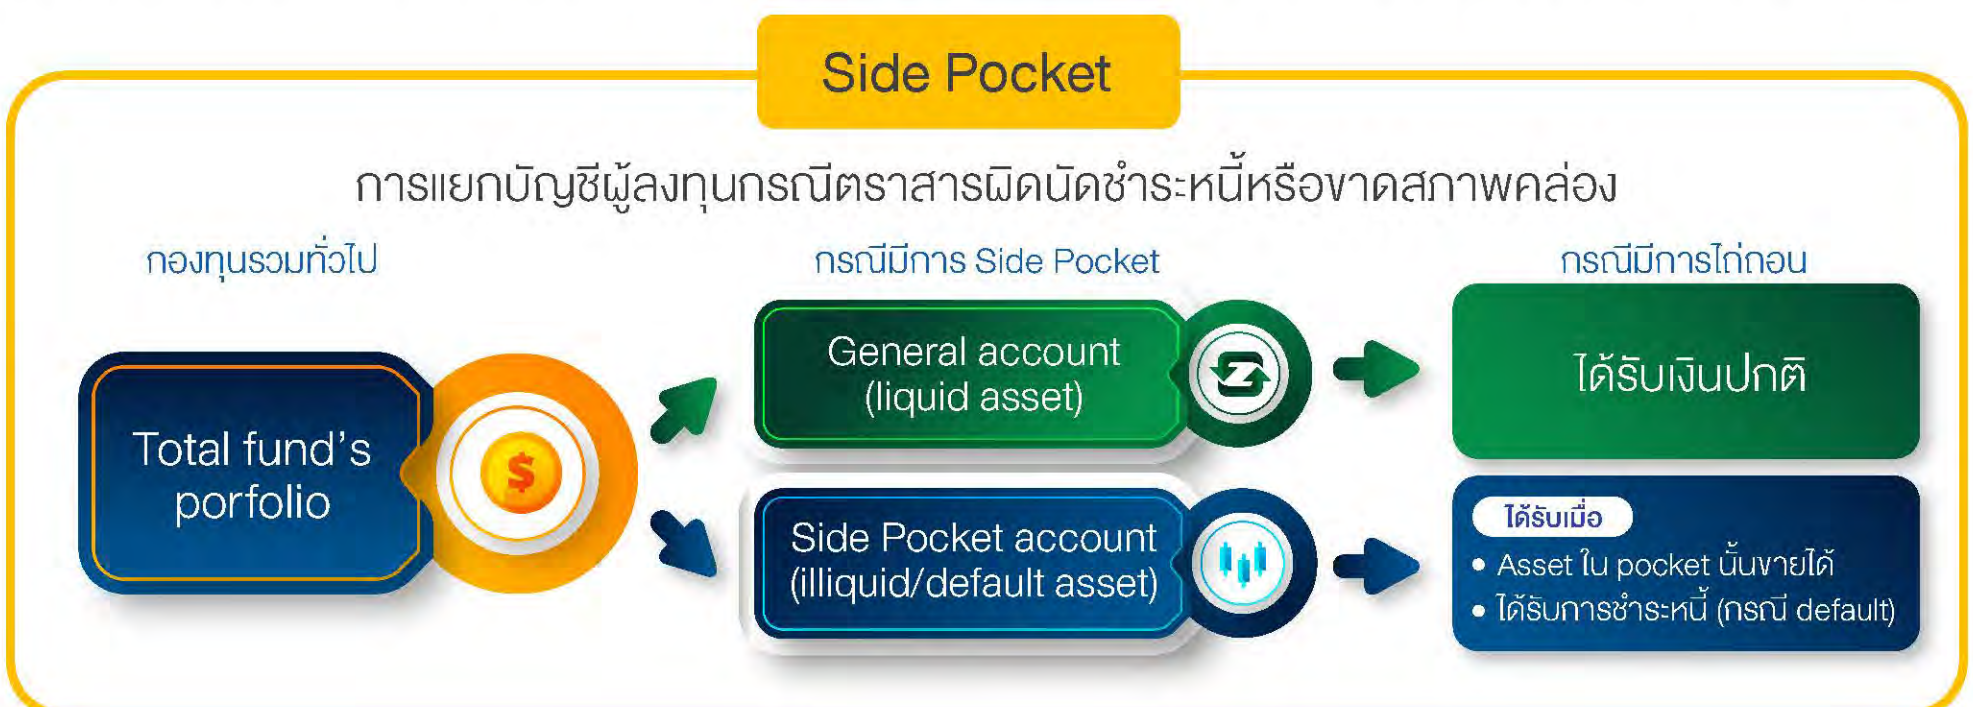 Side Pocket
การแยกบัญชีผู้ลงทุนกรณีตราสารผิดนัดชำระหนี้หรือขาดสภาพคล่อง
กองทุนรวมทั่วไป
กรณีมีการ Side Pocket
กรณีมีการไถ่ถอน
Total fund's
porfolio
General account
(liquid asset)
ได้รับเงินปกติ
Side Pocket account
(illiquid/default asset)
ได้รับเมื่อ
• Asset ใน pocket นั้นขายได้
• ได้รับการชำระหนี้ (กรณี default)